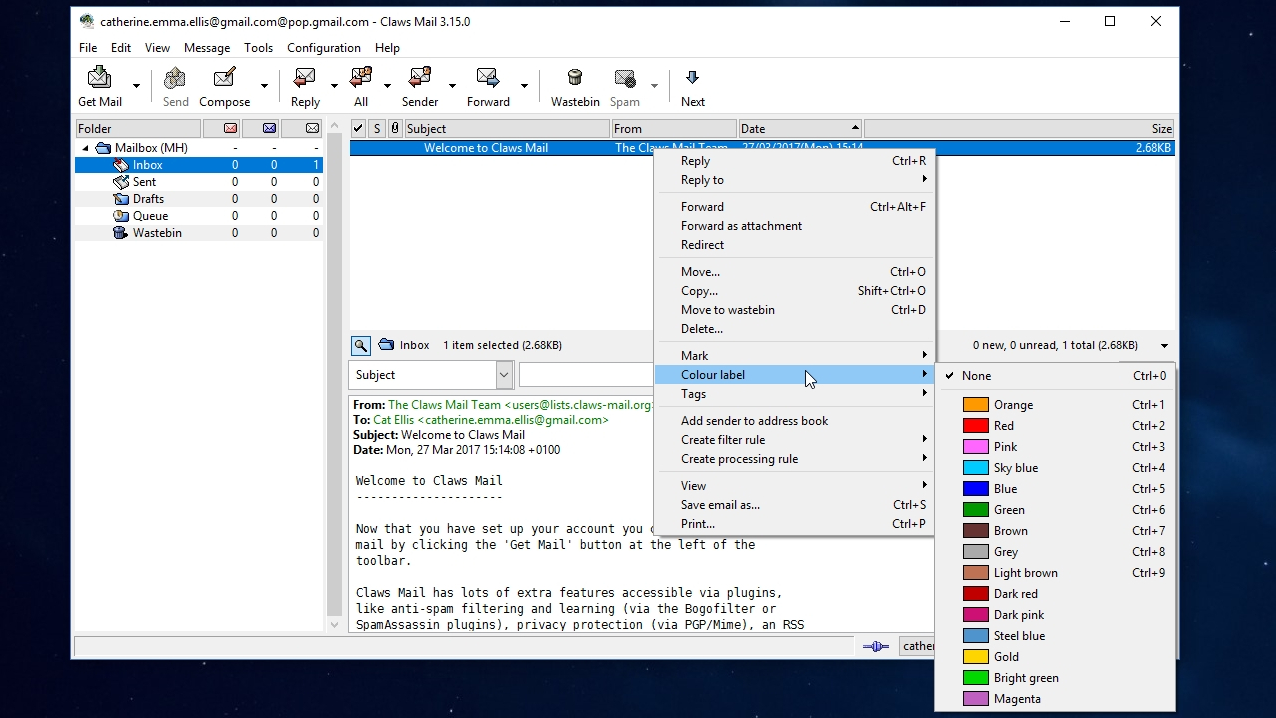 catherine.emma.ellis@gmail.com@pop.gmail.com - Claws Mail 3.15.0
File Edit View Message Tools Configuration Help
Get Mail Send Compose Reply All Sender Forward Wastebin Spam Next
Folder
Mailbox (MH) - - -
Inbox 0 0 1
Sent 0 0 0
Drafts 0 0 0
Queue 0 0 0
Wastebin 0 0 0
S Subject From Date Size
Welcome to Claws Mail The Claws Mail Team 27/03/2017(Mon) 15:14 2.68KB
Reply Ctrl+R
Reply to
Forward Ctrl+Alt+F
Forward as attachment
Redirect
Move... Ctrl+O
Copy... Shift+Ctrl+O
Move to wastebin Ctrl+D
Delete...
Mark
Colour label
Tags
Add sender to address book
Create filter rule
Create processing rule
View
Save email as... Ctrl+S
Print... Ctrl+P
None Ctrl+0
Orange Ctrl+1
Red Ctrl+2
Pink Ctrl+3
Sky blue Ctrl+4
Blue Ctrl+5
Green Ctrl+6
Brown Ctrl+7
Grey Ctrl+8
Light brown Ctrl+9
Dark red
Dark pink
Steel blue
Gold
Bright green
Magenta
Inbox 1 item selected (2.68KB) 0 new, 0 unread, 1 total (2.68KB)
Subject
From: The Claws Mail Team <users@lists.claws-mail.org>
To: Cat Ellis <catherine.emma.ellis@gmail.com>
Subject: Welcome to Claws Mail
Date: Mon, 27 Mar 2017 15:14:08 +0100
Welcome to Claws Mail
---------------------
Now that you have set up your account you
mail by clicking the 'Get Mail' button at the left of the
toolbar.
Claws Mail has lots of extra features accessible via plugins,
like anti-spam filtering and learning (via the Bogofilter or
SpamAssassin plugins), privacy protection (via PGP/Mime), an RSS
cather